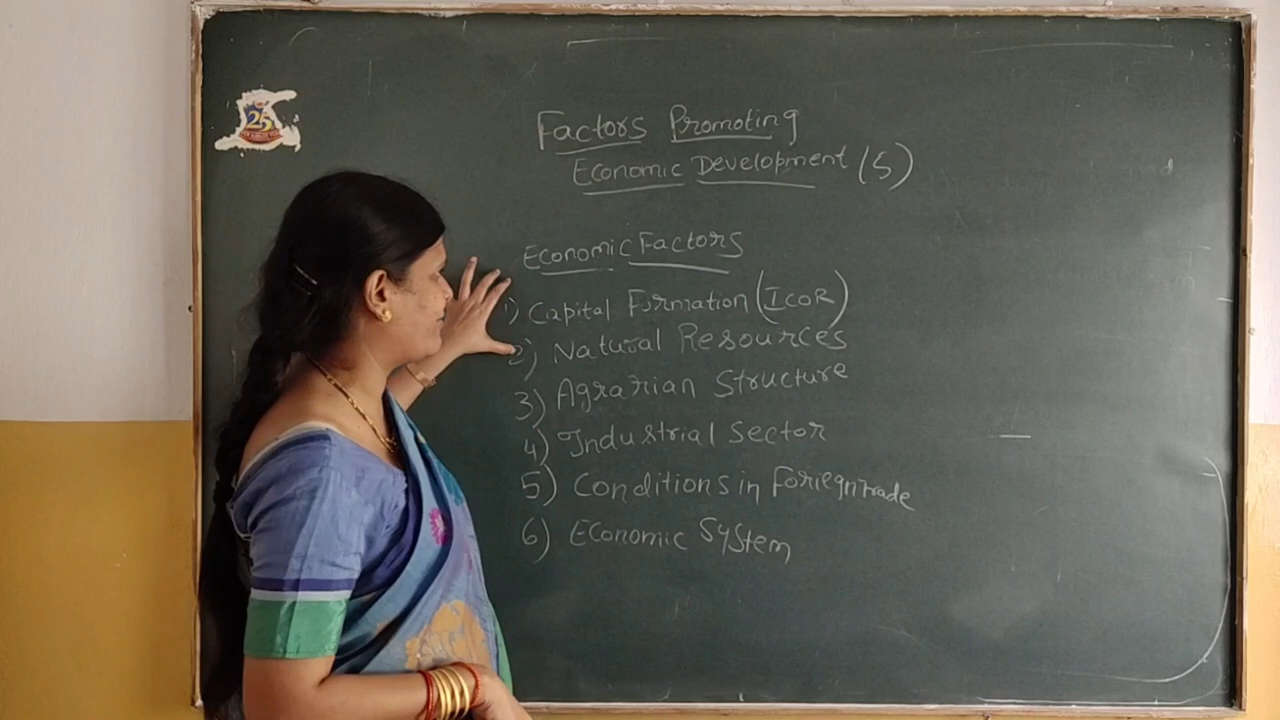 25
Factors Promoting
Economic Development (5)
Economic Factors
1) Capital Formation (ICOR)
2) Natural Resources
3) Agrarian Structure
4) Industrial Sector
5) Conditions in Foriegn trade
6) Economic System